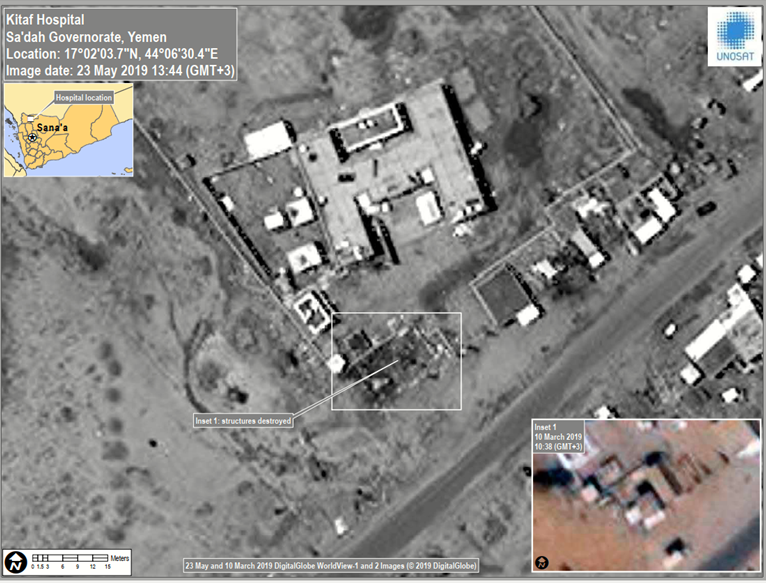 Kitaf Hospital
Sa'dah Governorate, Yemen
Location: 17°02'03.7"N, 44°06'30.4"E
Image date: 23 May 2019 13:44 (GMT+3)
UNOSAT
Hospital location
Sana'a
Inset 1: structures destroyed
Inset 1
10 March 2019
10:38 (GMT+3)
N
0 1.5 3 6 9 12 15 Meters
23 May and 10 March 2019 DigitalGlobe WorldView-1 and 2 Images (© 2019 DigitalGlobe)
N